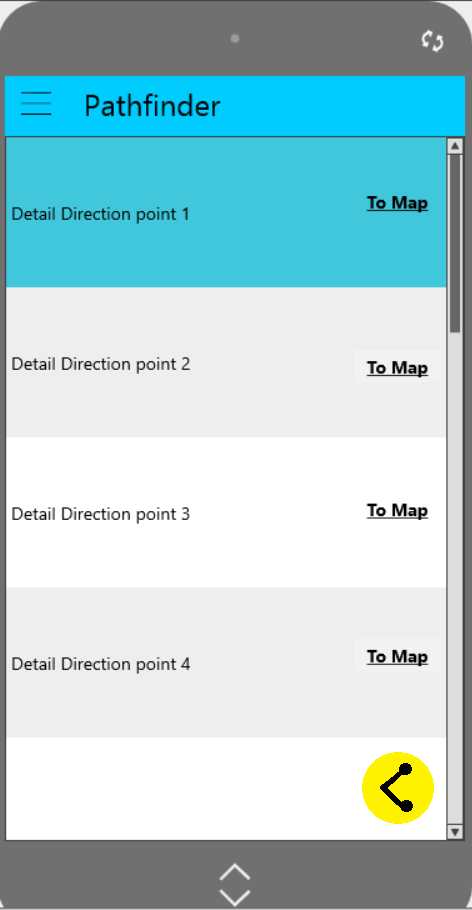 Pathfinder
Detail Direction point 1
To Map
Detail Direction point 2
To Map
Detail Direction point 3
To Map
Detail Direction point 4
To Map